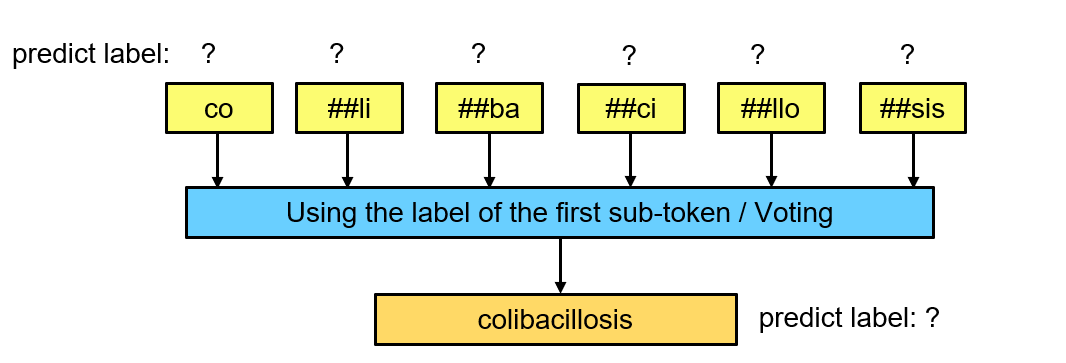 predict label: ? ? ? ? ? ?
co ##li ##ba ##ci ##llo ##sis
Using the label of the first sub-token / Voting
colibacillosis predict label: ?